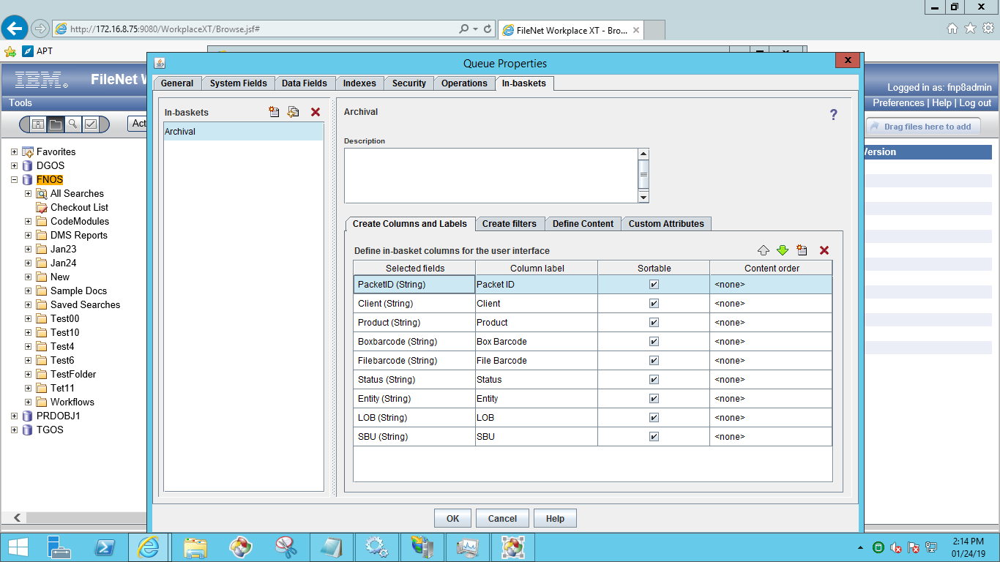 http://172.16.8.75:9080/WorkplaceXT/Browse.jsf#
FileNet Workplace XT - Bro...
APT
Queue Properties
IBM.
FileNet W
Logged in as: fnp8admin
Tools
Preferences | Help | Log out
Act
Drag files here to add
General
System Fields
Data Fields
Indexes
Security
Operations
In-baskets
In-baskets
Archival
Archival
?
Description
Favorites
DGOS
FNOS
All Searches
Checkout List
CodeModules
DMS Reports
Jan23
Jan24
New
Sample Docs
Saved Searches
Test00
Test10
Test4
Test6
TestFolder
Tet11
Workflows
PRDOBJ1
TGOS
Version
Create Columns and Labels
Create filters
Define Content
Custom Attributes
Define in-basket columns for the user interface
Selected fields Column label Sortable Content order
PacketID (String) Packet ID <none>
Client (String) Client <none>
Product (String) Product <none>
Boxbarcode (String) Box Barcode <none>
Filebarcode (String) File Barcode <none>
Status (String) Status <none>
Entity (String) Entity <none>
LOB (String) LOB <none>
SBU (String) SBU <none>
OK
Cancel
Help
2:14 PM
01/24/19